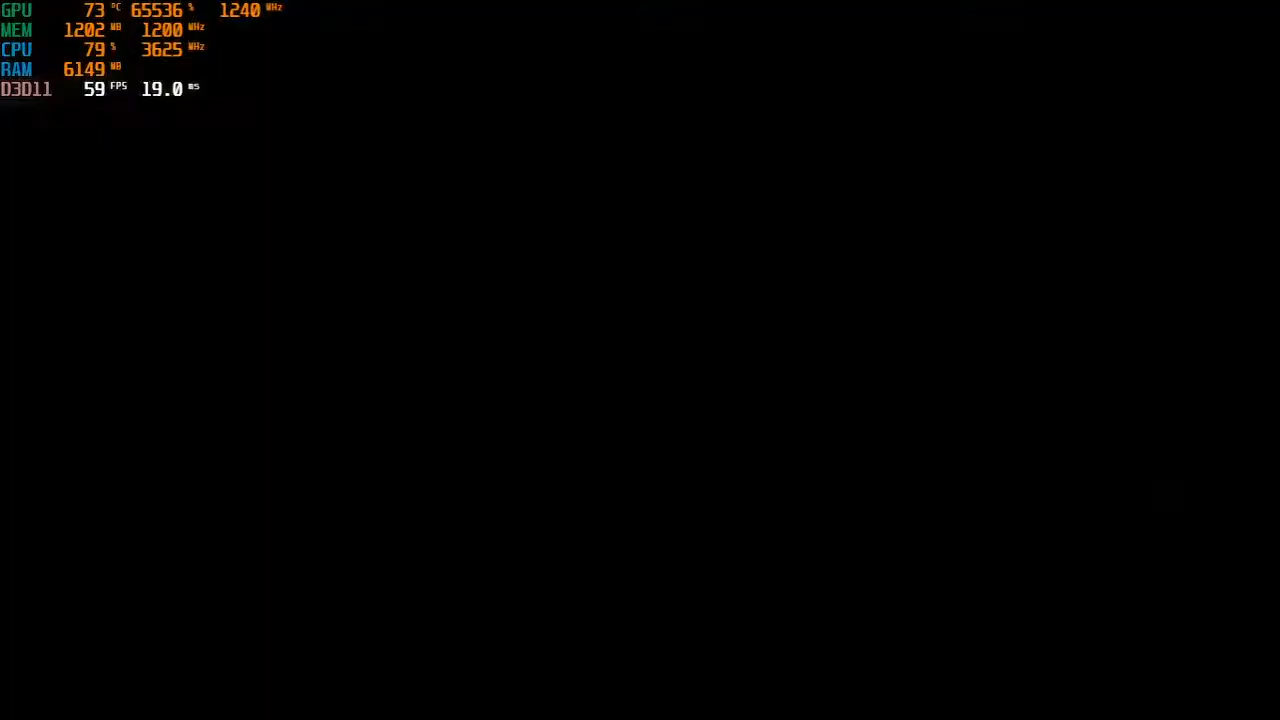 GPU 73 °C 65536 % 1240 MHz
MEM 1202 MB 1200 MHz
CPU 79 % 3625 MHz
RAM 6149 MB
D3D11 59 FPS 19.0 ms